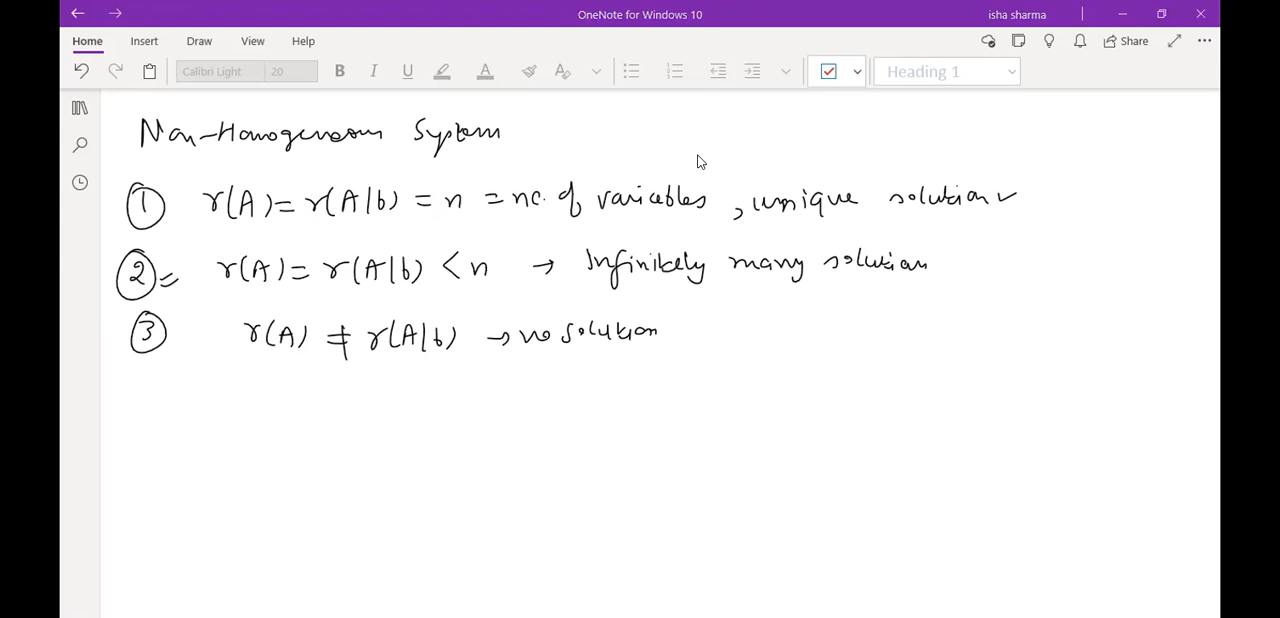 OneNote for Windows 10
isha sharma
Home Insert Draw View Help
Share
Calibri Light 20
B I U A
Heading 1
Non-Homogenous System
① r(A) = r(A|b) = n = no. of variables, unique solution ✓
② = r(A) = r(A|b) < n → Infinitely many solution
③ r(A) ≠ r(A|b) → no solution